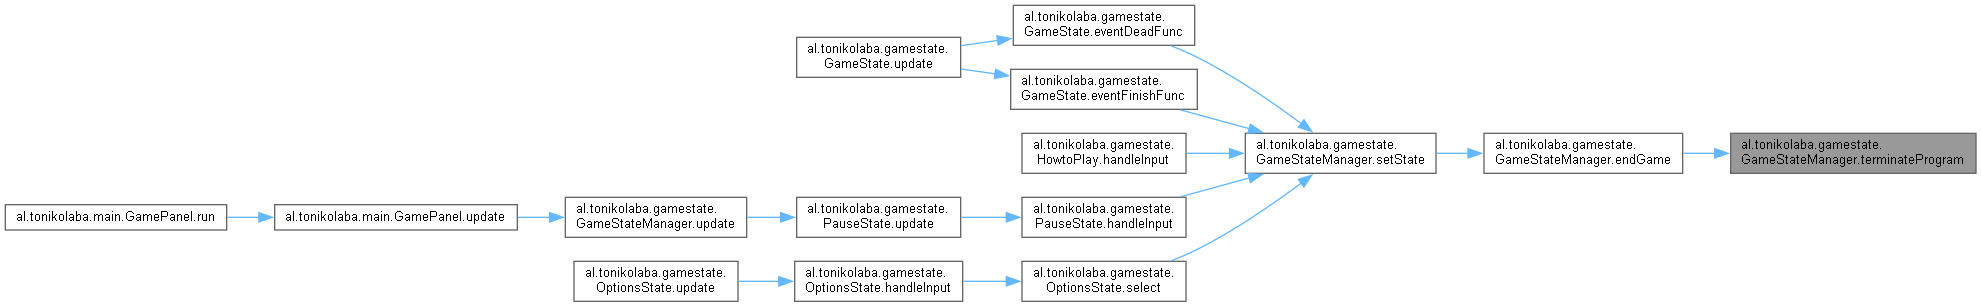 al.tonikolaba.gamestate.
GameState.eventDeadFunc
al.tonikolaba.gamestate.
GameState.update
al.tonikolaba.gamestate.
GameState.eventFinishFunc
al.tonikolaba.gamestate.
HowtoPlay.handleInput
al.tonikolaba.gamestate.
GameStateManager.setState
al.tonikolaba.gamestate.
GameStateManager.endGame
al.tonikolaba.gamestate.
GameStateManager.terminateProgram
al.tonikolaba.main.GamePanel.run
al.tonikolaba.main.GamePanel.update
al.tonikolaba.gamestate.
GameStateManager.update
al.tonikolaba.gamestate.
PauseState.update
al.tonikolaba.gamestate.
PauseState.handleInput
al.tonikolaba.gamestate.
OptionsState.update
al.tonikolaba.gamestate.
OptionsState.handleInput
al.tonikolaba.gamestate.
OptionsState.select